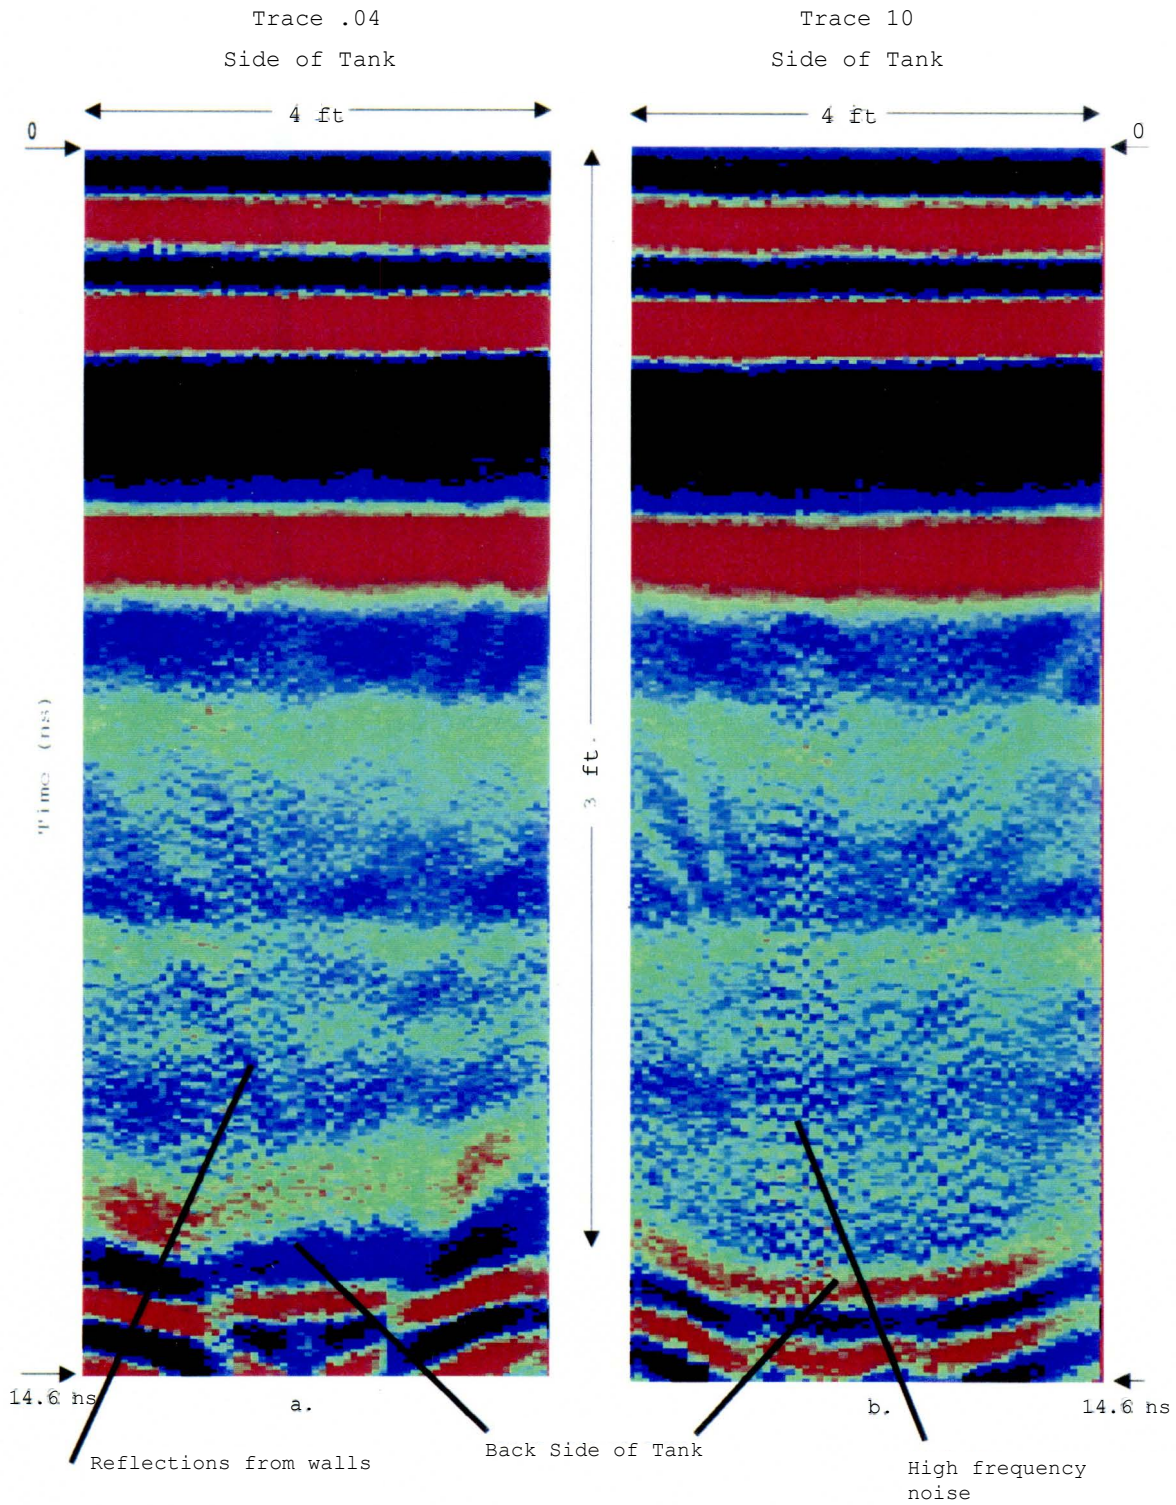 Trace .04
Side of Tank
Trace 10
Side of Tank
4 ft
4 ft
0
0
Time (ns)
3 ft.
14.6 ns
a.
b.
14.6 ns
Reflections from walls
Back Side of Tank
High frequency
noise